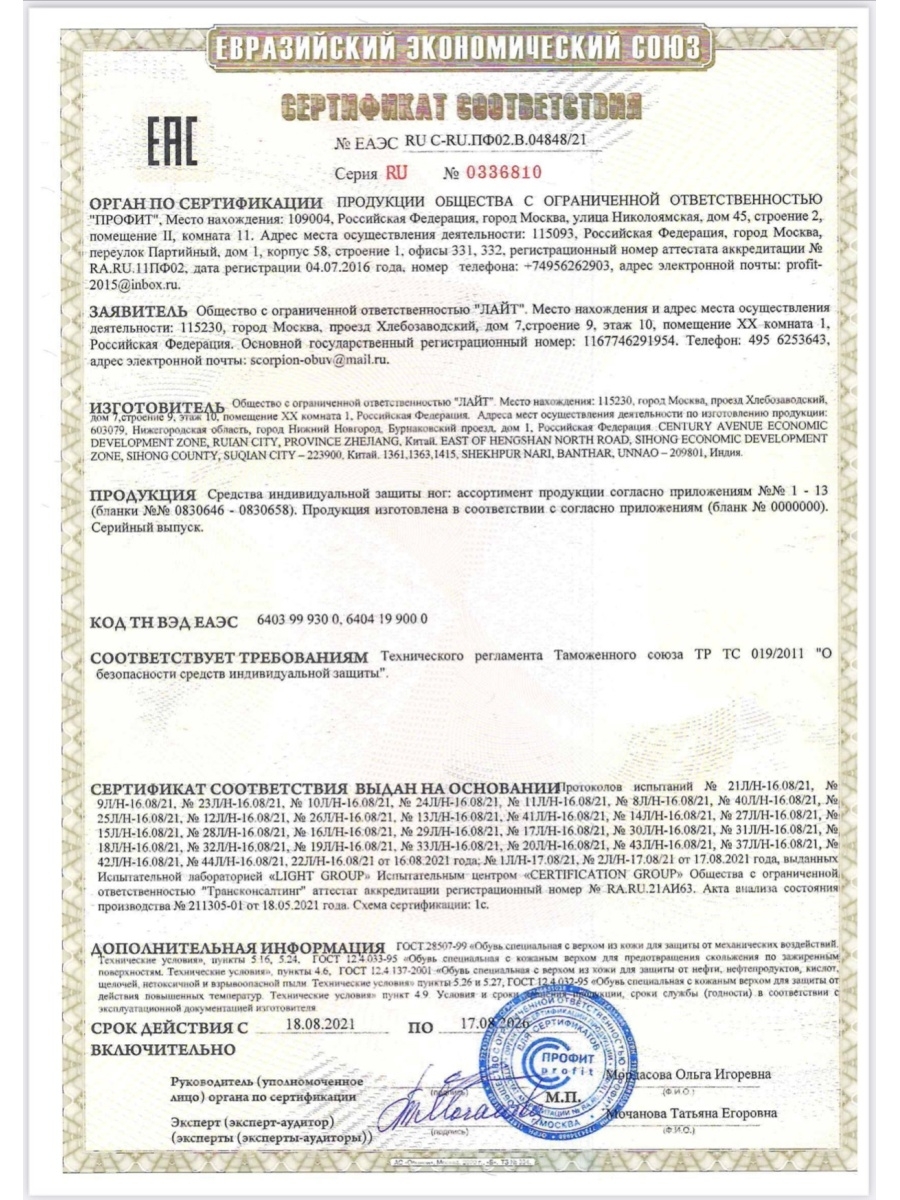 ЕВРАЗИЙСКИЙ ЭКОНОМИЧЕСКИЙ СОЮЗ
СЕРТИФИКАТ СООТВЕТСТВИЯ
ЕАС
№ ЕАЭС RU C-RU.ПФ02.В.04848/21
Серия RU № 0336810
ОРГАН ПО СЕРТИФИКАЦИИ ПРОДУКЦИИ ОБЩЕСТВА С ОГРАНИЧЕННОЙ ОТВЕТСТВЕННОСТЬЮ
"ПРОФИТ", Место нахождения: 109004, Российская Федерация, город Москва, улица Николоямская, дом 45, строение 2,
помещение II, комната 11. Адрес места осуществления деятельности: 115093, Российская Федерация, город Москва,
переулок Партийный, дом 1, корпус 58, строение 1, офисы 331, 332, регистрационный номер аттестата аккредитации №
RA.RU.11ПФ02, дата регистрации 04.07.2016 года, номер телефона: +74956262903, адрес электронной почты: profit-
2015@inbox.ru.
ЗАЯВИТЕЛЬ Общество с ограниченной ответственностью "ЛАЙТ". Место нахождения и адрес места осуществления
деятельности: 115230, город Москва, проезд Хлебозаводский, дом 7,строение 9, этаж 10, помещение XX комната 1,
Российская Федерация. Основной государственный регистрационный номер: 1167746291954. Телефон: 495 6253643,
адрес электронной почты: scorpion-obuv@mail.ru.
ИЗГОТОВИТЕЛЬ Общество с ограниченной ответственностью "ЛАЙТ". Место нахождения: 115230, город Москва, проезд Хлебозаводский,
дом 7,строение 9, этаж 10, помещение XX комната 1, Российская Федерация. Адреса мест осуществления деятельности по изготовлению продукции:
603079, Нижегородская область, город Нижний Новгород, Бурнаковский проезд, дом 1, Российская Федерация. CENTURY AVENUE ECONOMIC
DEVELOPMENT ZONE, RUIAN CITY, PROVINCE ZHEJIANG, Китай. EAST OF HENGSHAN NORTH ROAD, SIHONG ECONOMIC DEVELOPMENT
ZONE, SIHONG COUNTY, SUQIAN CITY – 223900, Китай. 1361,1363,1415, SHEKHPUR NARI, BANTHAR, UNNAO – 209801, Индия.
ПРОДУКЦИЯ Средства индивидуальной защиты ног: ассортимент продукции согласно приложениям №№ 1 - 13
(бланки №№ 0830646 - 0830658). Продукция изготовлена в соответствии с согласно приложениям (бланк № 0000000).
Серийный выпуск.
КОД ТН ВЭД ЕАЭС 6403 99 930 0, 6404 19 900 0
СООТВЕТСТВУЕТ ТРЕБОВАНИЯМ Технического регламента Таможенного союза ТР ТС 019/2011 "О
безопасности средств индивидуальной защиты".
СЕРТИФИКАТ СООТВЕТСТВИЯ ВЫДАН НА ОСНОВАНИИ Протоколов испытаний № 21Л/Н-16.08/21, №
9Л/Н-16.08/21, № 23Л/Н-16.08/21, № 10Л/Н-16.08/21, № 24Л/Н-16.08/21, № 11Л/Н-16.08/21, № 8Л/Н-16.08/21, № 40Л/Н-16.08/21, №
25Л/Н-16.08/21, № 12Л/Н-16.08/21, № 26Л/Н-16.08/21, № 13Л/Н-16.08/21, № 41Л/Н-16.08/21, № 14Л/Н-16.08/21, № 27Л/Н-16.08/21, №
15Л/Н-16.08/21, № 28Л/Н-16.08/21, № 16Л/Н-16.08/21, № 29Л/Н-16.08/21, № 17Л/Н-16.08/21, № 30Л/Н-16.08/21, № 31Л/Н-16.08/21, №
18Л/Н-16.08/21, № 32Л/Н-16.08/21, № 19Л/Н-16.08/21, № 33Л/Н-16.08/21, № 20Л/Н-16.08/21, № 43Л/Н-16.08/21, № 37Л/Н-16.08/21, №
42Л/Н-16.08/21, № 44Л/Н-16.08/21, 22Л/Н-16.08/21 от 16.08.2021 года; № 1Л/Н-17.08/21, № 2Л/Н-17.08/21 от 17.08.2021 года, выданных
Испытательной лабораторией «LIGHT GROUP» Испытательным центром «CERTIFICATION GROUP» Общества с ограниченной
ответственностью "Трансконсалтинг" аттестат аккредитации регистрационный номер № RA.RU.21АИ63. Акта анализа состояния
производства № 211305-01 от 18.05.2021 года. Схема сертификации: 1с.
ДОПОЛНИТЕЛЬНАЯ ИНФОРМАЦИЯ ГОСТ 28507-99 «Обувь специальная с верхом из кожи для защиты от механических воздействий.
Технические условия», пункты 5.16, 5.24, ГОСТ 12.4.033-95 «Обувь специальная с кожаным верхом для предотвращения скольжения по зажиренным
поверхностям. Технические условия», пункты 4.6, ГОСТ 12.4.137-2001 «Обувь специальная с верхом из кожи для защиты от нефти, нефтепродуктов, кислот,
щелочей, нетоксичной и взрывоопасной пыли. Технические условия» пункты 5.26 и 5.27, ГОСТ 12.4.032-95 «Обувь специальная с кожаным верхом для защиты от
действия повышенных температур. Технические условия» пункт 4.9. Условия и сроки продукции, сроки службы (годности) в соответствии с
эксплуатационной документацией изготовителя
СРОК ДЕЙСТВИЯ С 18.08.2021 ПО 17.08.2026
ВКЛЮЧИТЕЛЬНО
Руководитель (уполномоченное
лицо) органа по сертификации
(подпись)
Мордасова Ольга Игоревна
(Ф.И.О.)
ПРОФИТ
profit
ДЛЯ СЕРТИФИКАТОВ
М.П.
МОСКВА
Эксперт (эксперт-аудитор)
(эксперты (эксперты-аудиторы))
(подпись)
Мочанова Татьяна Егоровна
(Ф.И.О.)